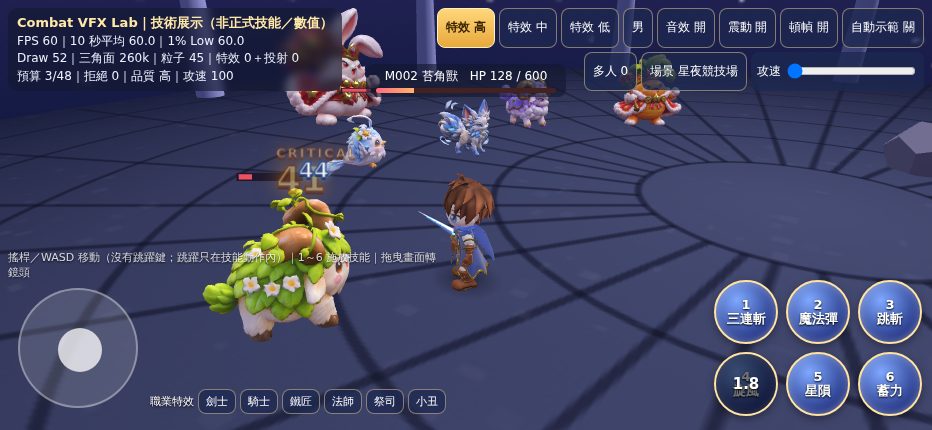 Combat VFX Lab｜技術展示（非正式技能／數值）
FPS 60｜10 秒平均 60.0｜1% Low 60.0
Draw 52｜三角面 260k｜粒子 45｜特效 0＋投射 0
預算 3/48｜拒絕 0｜品質 高｜攻速 100
特效 高
特效 中
特效 低
男
音效 開
震動 開
頓幀 開
自動示範 關
多人 0
場景 星夜競技場
攻速
M002 苔角獸 HP 128 / 600
CRITICAL
44
搖桿／WASD 移動（沒有跳躍鍵；跳躍只在技能動作內）｜1～6 施放技能｜拖曳畫面轉
鏡頭
1
三連斬
2
魔法彈
3
跳斬
1.8
旋風
5
星隕
6
蓄力
職業特效
劍士
騎士
鐵匠
法師
祭司
小丑